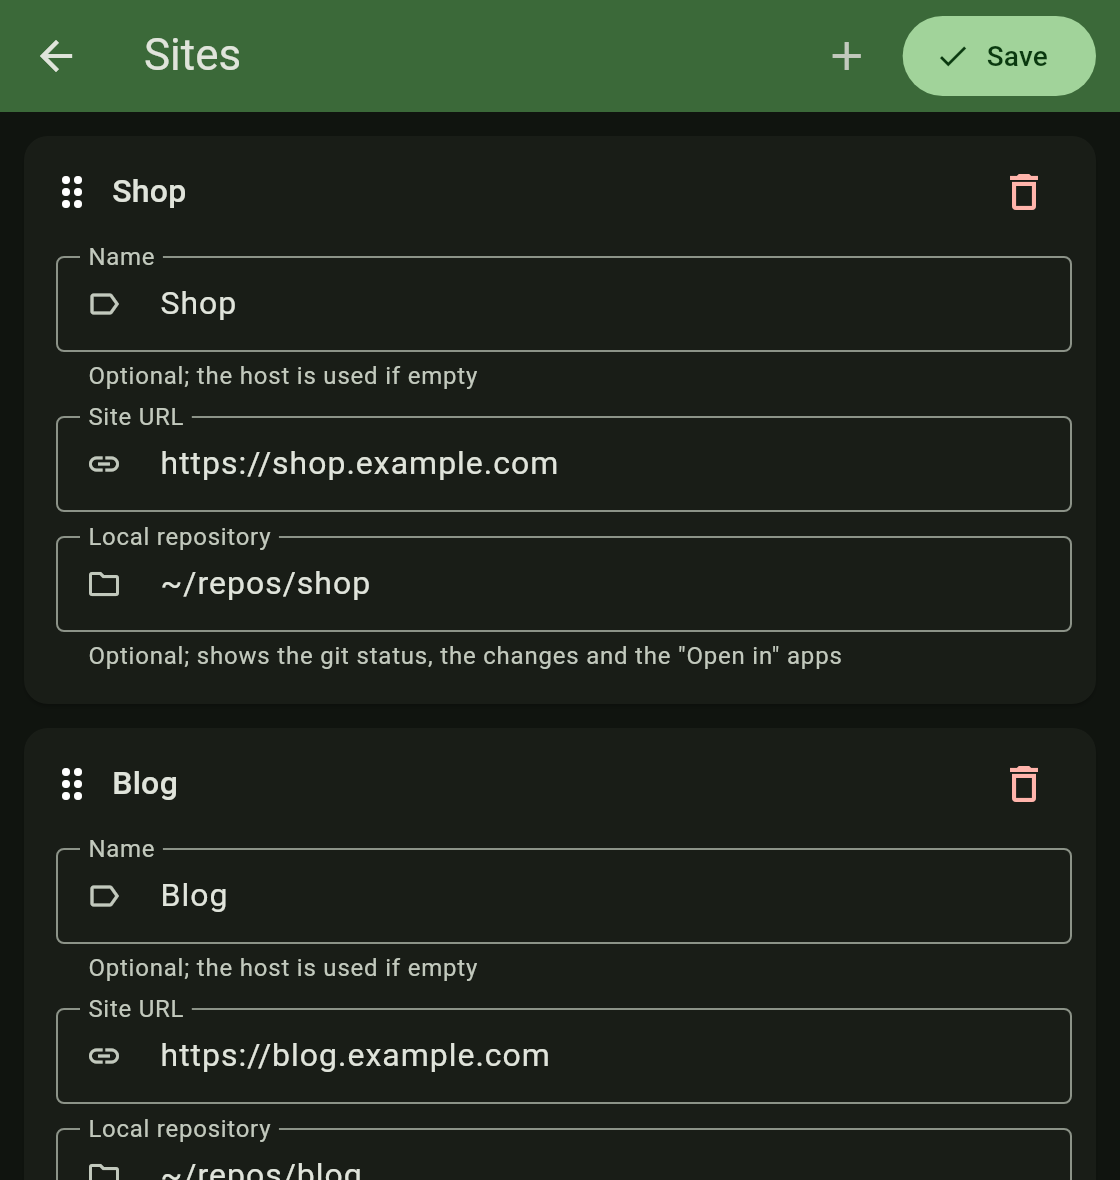 Sites
Save
Shop
Name
Shop
Optional; the host is used if empty
Site URL
https://shop.example.com
Local repository
~/repos/shop
Optional; shows the git status, the changes and the "Open in" apps
Blog
Name
Blog
Optional; the host is used if empty
Site URL
https://blog.example.com
Local repository
~/repos/blog